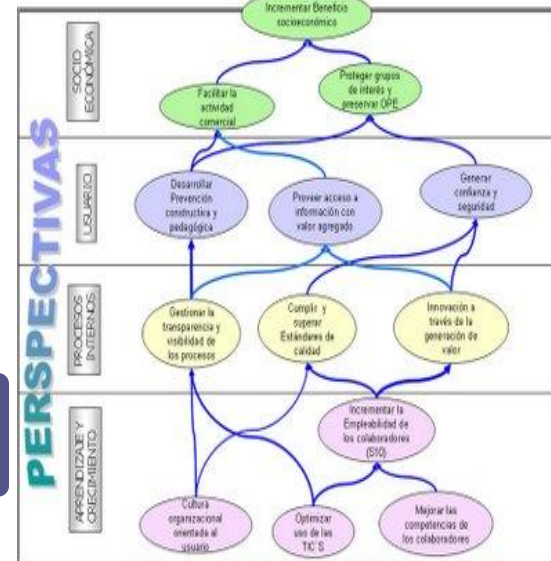 PERSPECTIVAS
SOCIO
ECONÓMICA
Incrementar Beneficio
socioeconómico
Facilitar la
actividad
comercial
Proteger grupos
de interés y
preservar OPE
USUARIO
Desarrollar
Prevención
constructiva y
pedagógica
Proveer acceso a
información con
valor agregado
Generar
confianza y
seguridad
PROCESOS
INTERNOS
Gestionar la
transparencia y
visibilidad de
los procesos
Cumplir y
superar
Estándares de
calidad
Innovación a
través de la
generación de
valor
APRENDIZAJE Y
CRECIMIENTO
Incrementar la
Empleabilidad de
los colaboradores
(S10)
Cultura
organizacional
orientada al
usuario
Optimizar
uso de las
TIC´S
Mejorar las
competencias de
los colaboradores